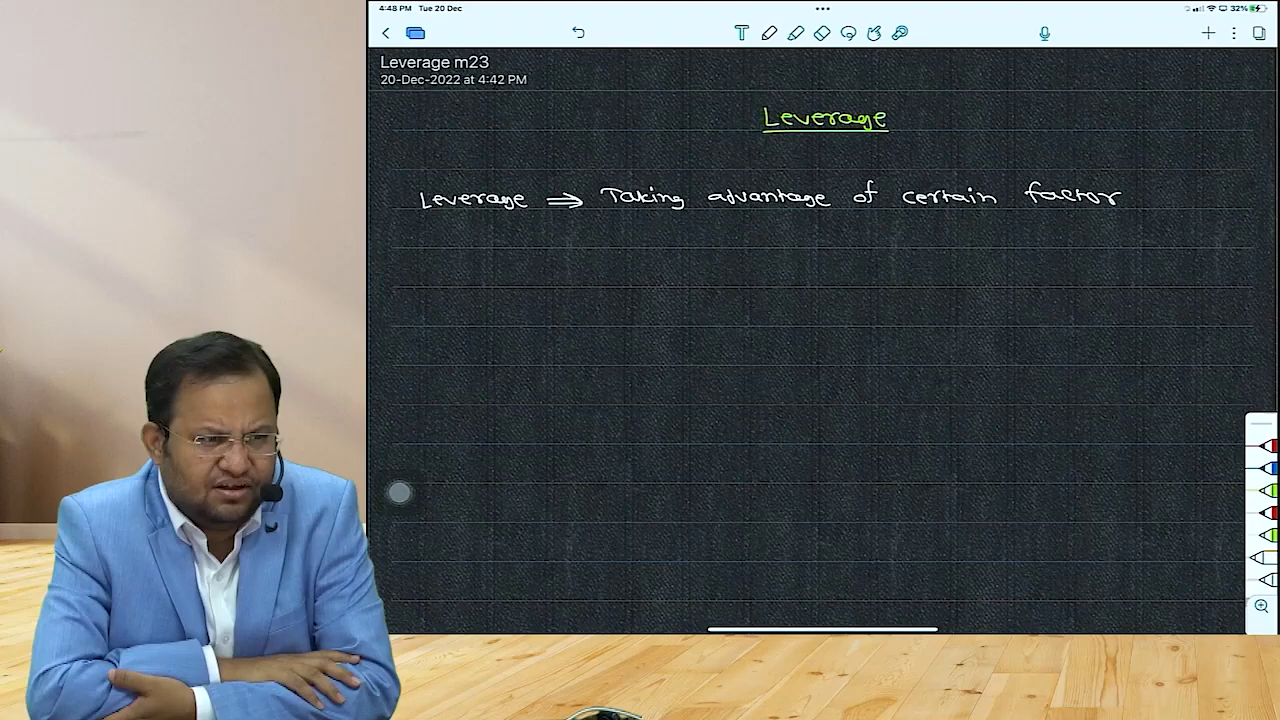 4:48 PM Tue 20 Dec
32%
Leverage m23
20-Dec-2022 at 4:42 PM
Leverage
Leverage ⇒ Taking advantage of certain factor